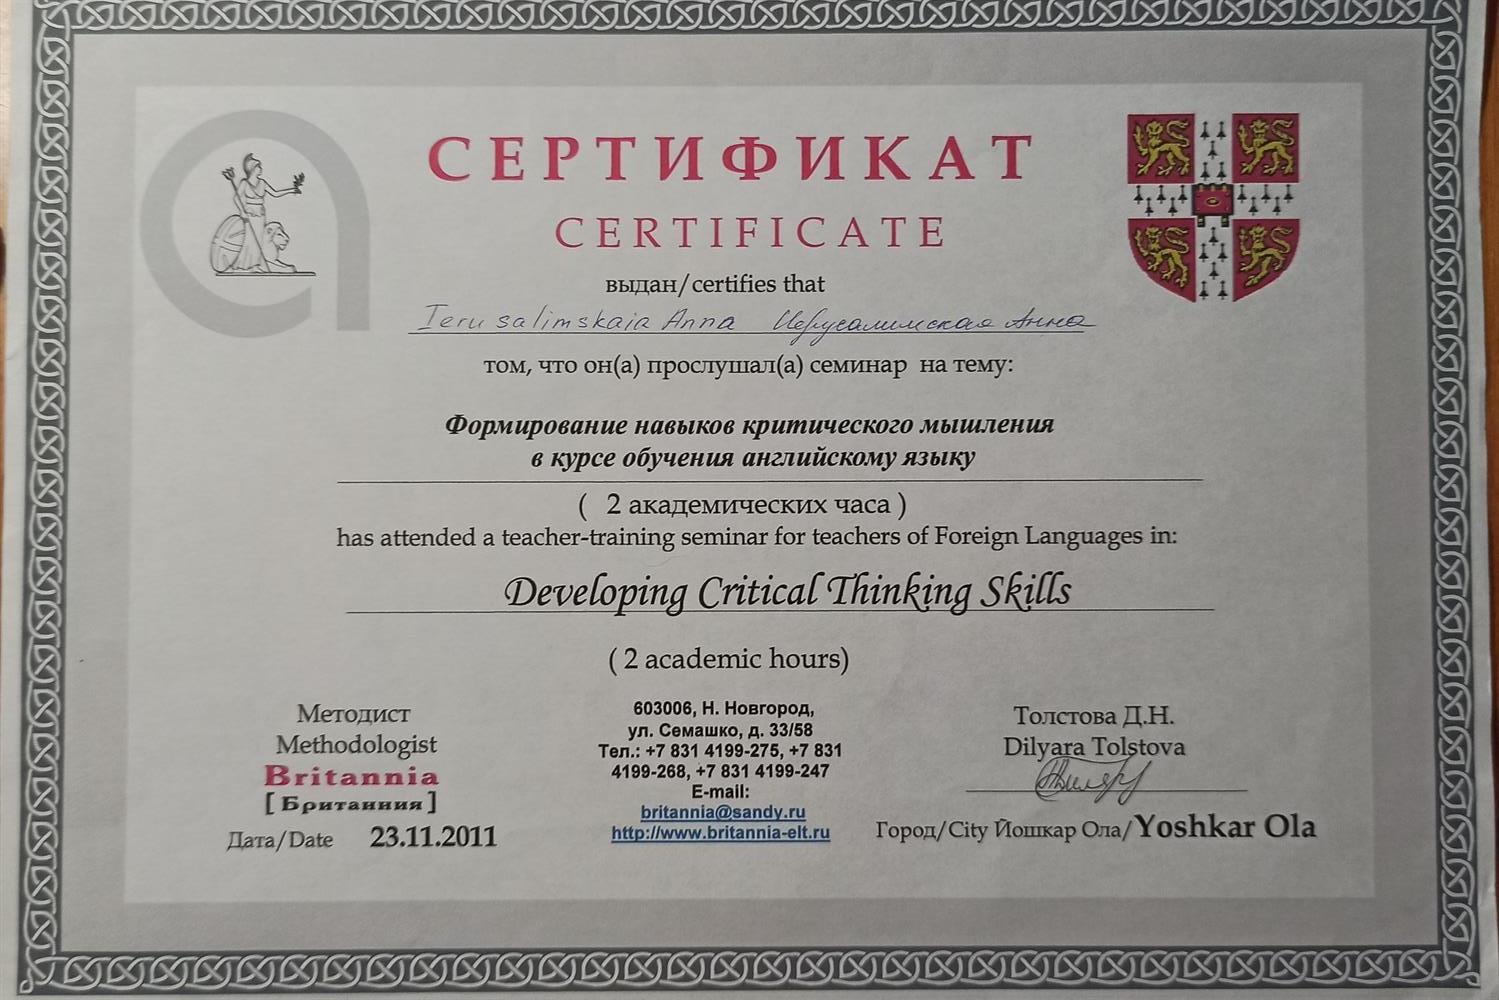 СЕРТИФИКАТ
CERTIFICATE
выдан/certifies that
Ierusalimskaia Anna Иерусалимская Анна
том, что он(а) прослушал(а) семинар на тему:
Формирование навыков критического мышления
в курсе обучения английскому языку
( 2 академических часа )
has attended a teacher-training seminar for teachers of Foreign Languages in:
Developing Critical Thinking Skills
( 2 academic hours)
Методист
Methodologist
Britannia
[Британния]
Дата/Date 23.11.2011
603006, Н. Новгород,
ул. Семашко, д. 33/58
Тел.: +7 831 4199-275, +7 831
4199-268, +7 831 4199-247
E-mail:
britannia@sandy.ru
http://www.britannia-elt.ru
Толстова Д.Н.
Dilyara Tolstova
Город/City Йошкар Ола/Yoshkar Ola